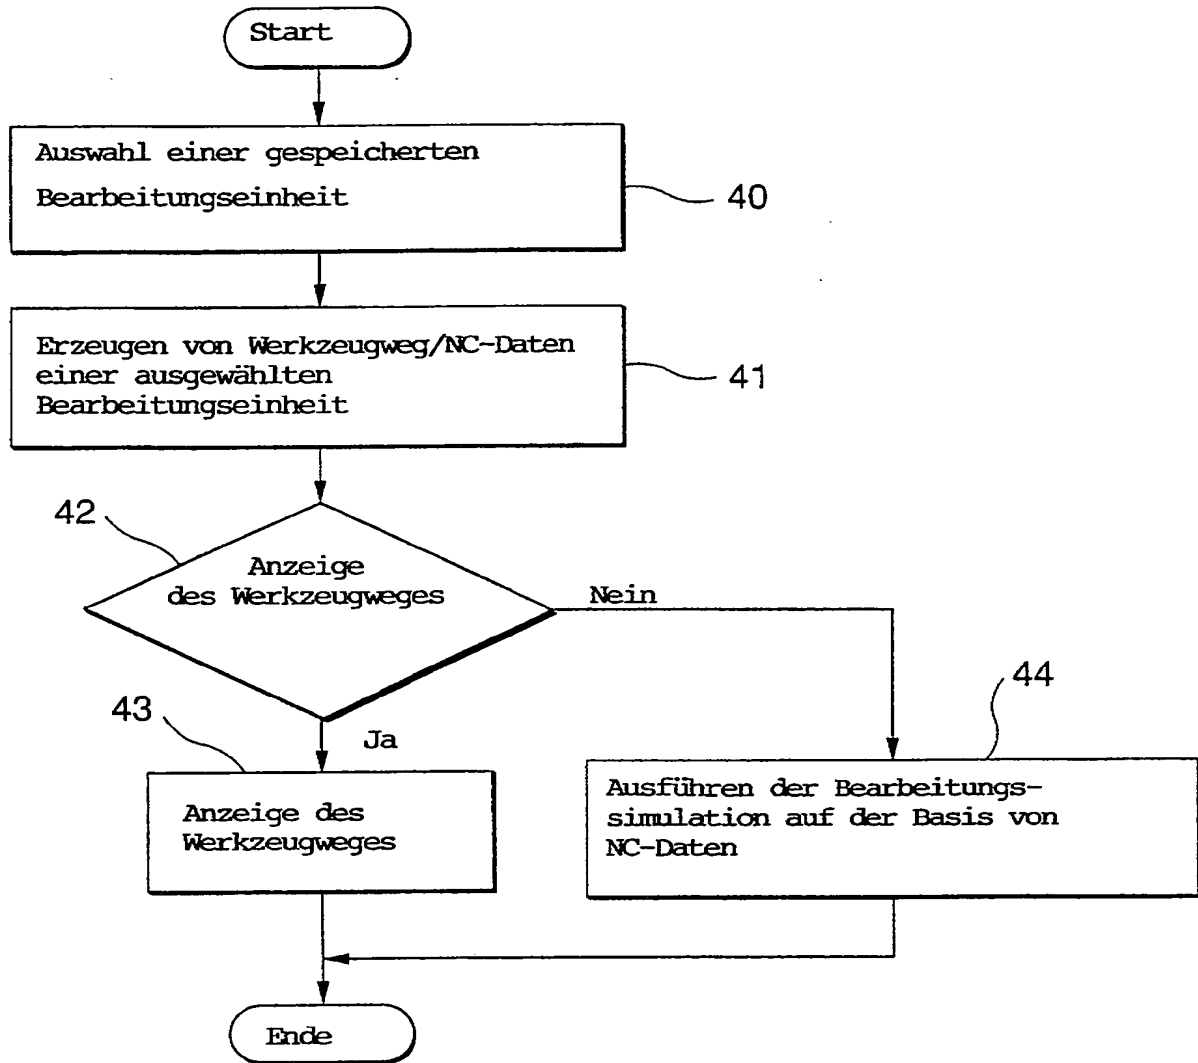 Start
Auswahl einer gespeicherten
Bearbeitungseinheit
40
Erzeugen von Werkzeugweg/NC-Daten
einer ausgewählten
Bearbeitungseinheit
41
42
Anzeige
des Werkzeugweges
Nein
43
Ja
44
Anzeige des
Werkzeugweges
Ausführen der Bearbeitungs-
simulation auf der Basis von
NC-Daten
Ende